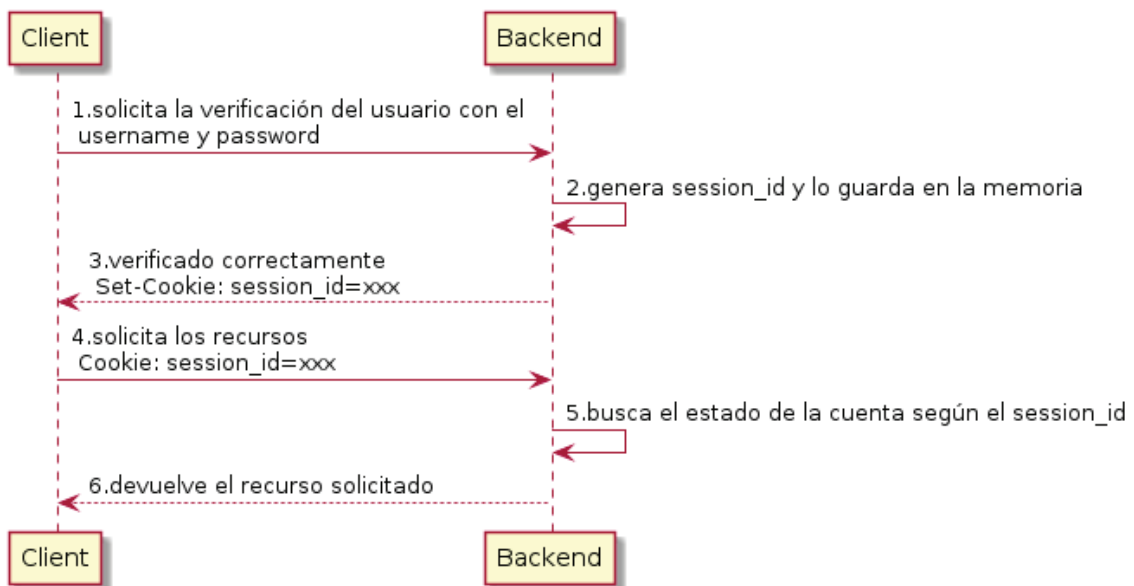 Client
Backend
1.solicita la verificación del usuario con el
username y password
2.genera session_id y lo guarda en la memoria
3.verificado correctamente
Set-Cookie: session_id=xxx
4.solicita los recursos
Cookie: session_id=xxx
5.busca el estado de la cuenta según el session_id
6.devuelve el recurso solicitado
Client
Backend